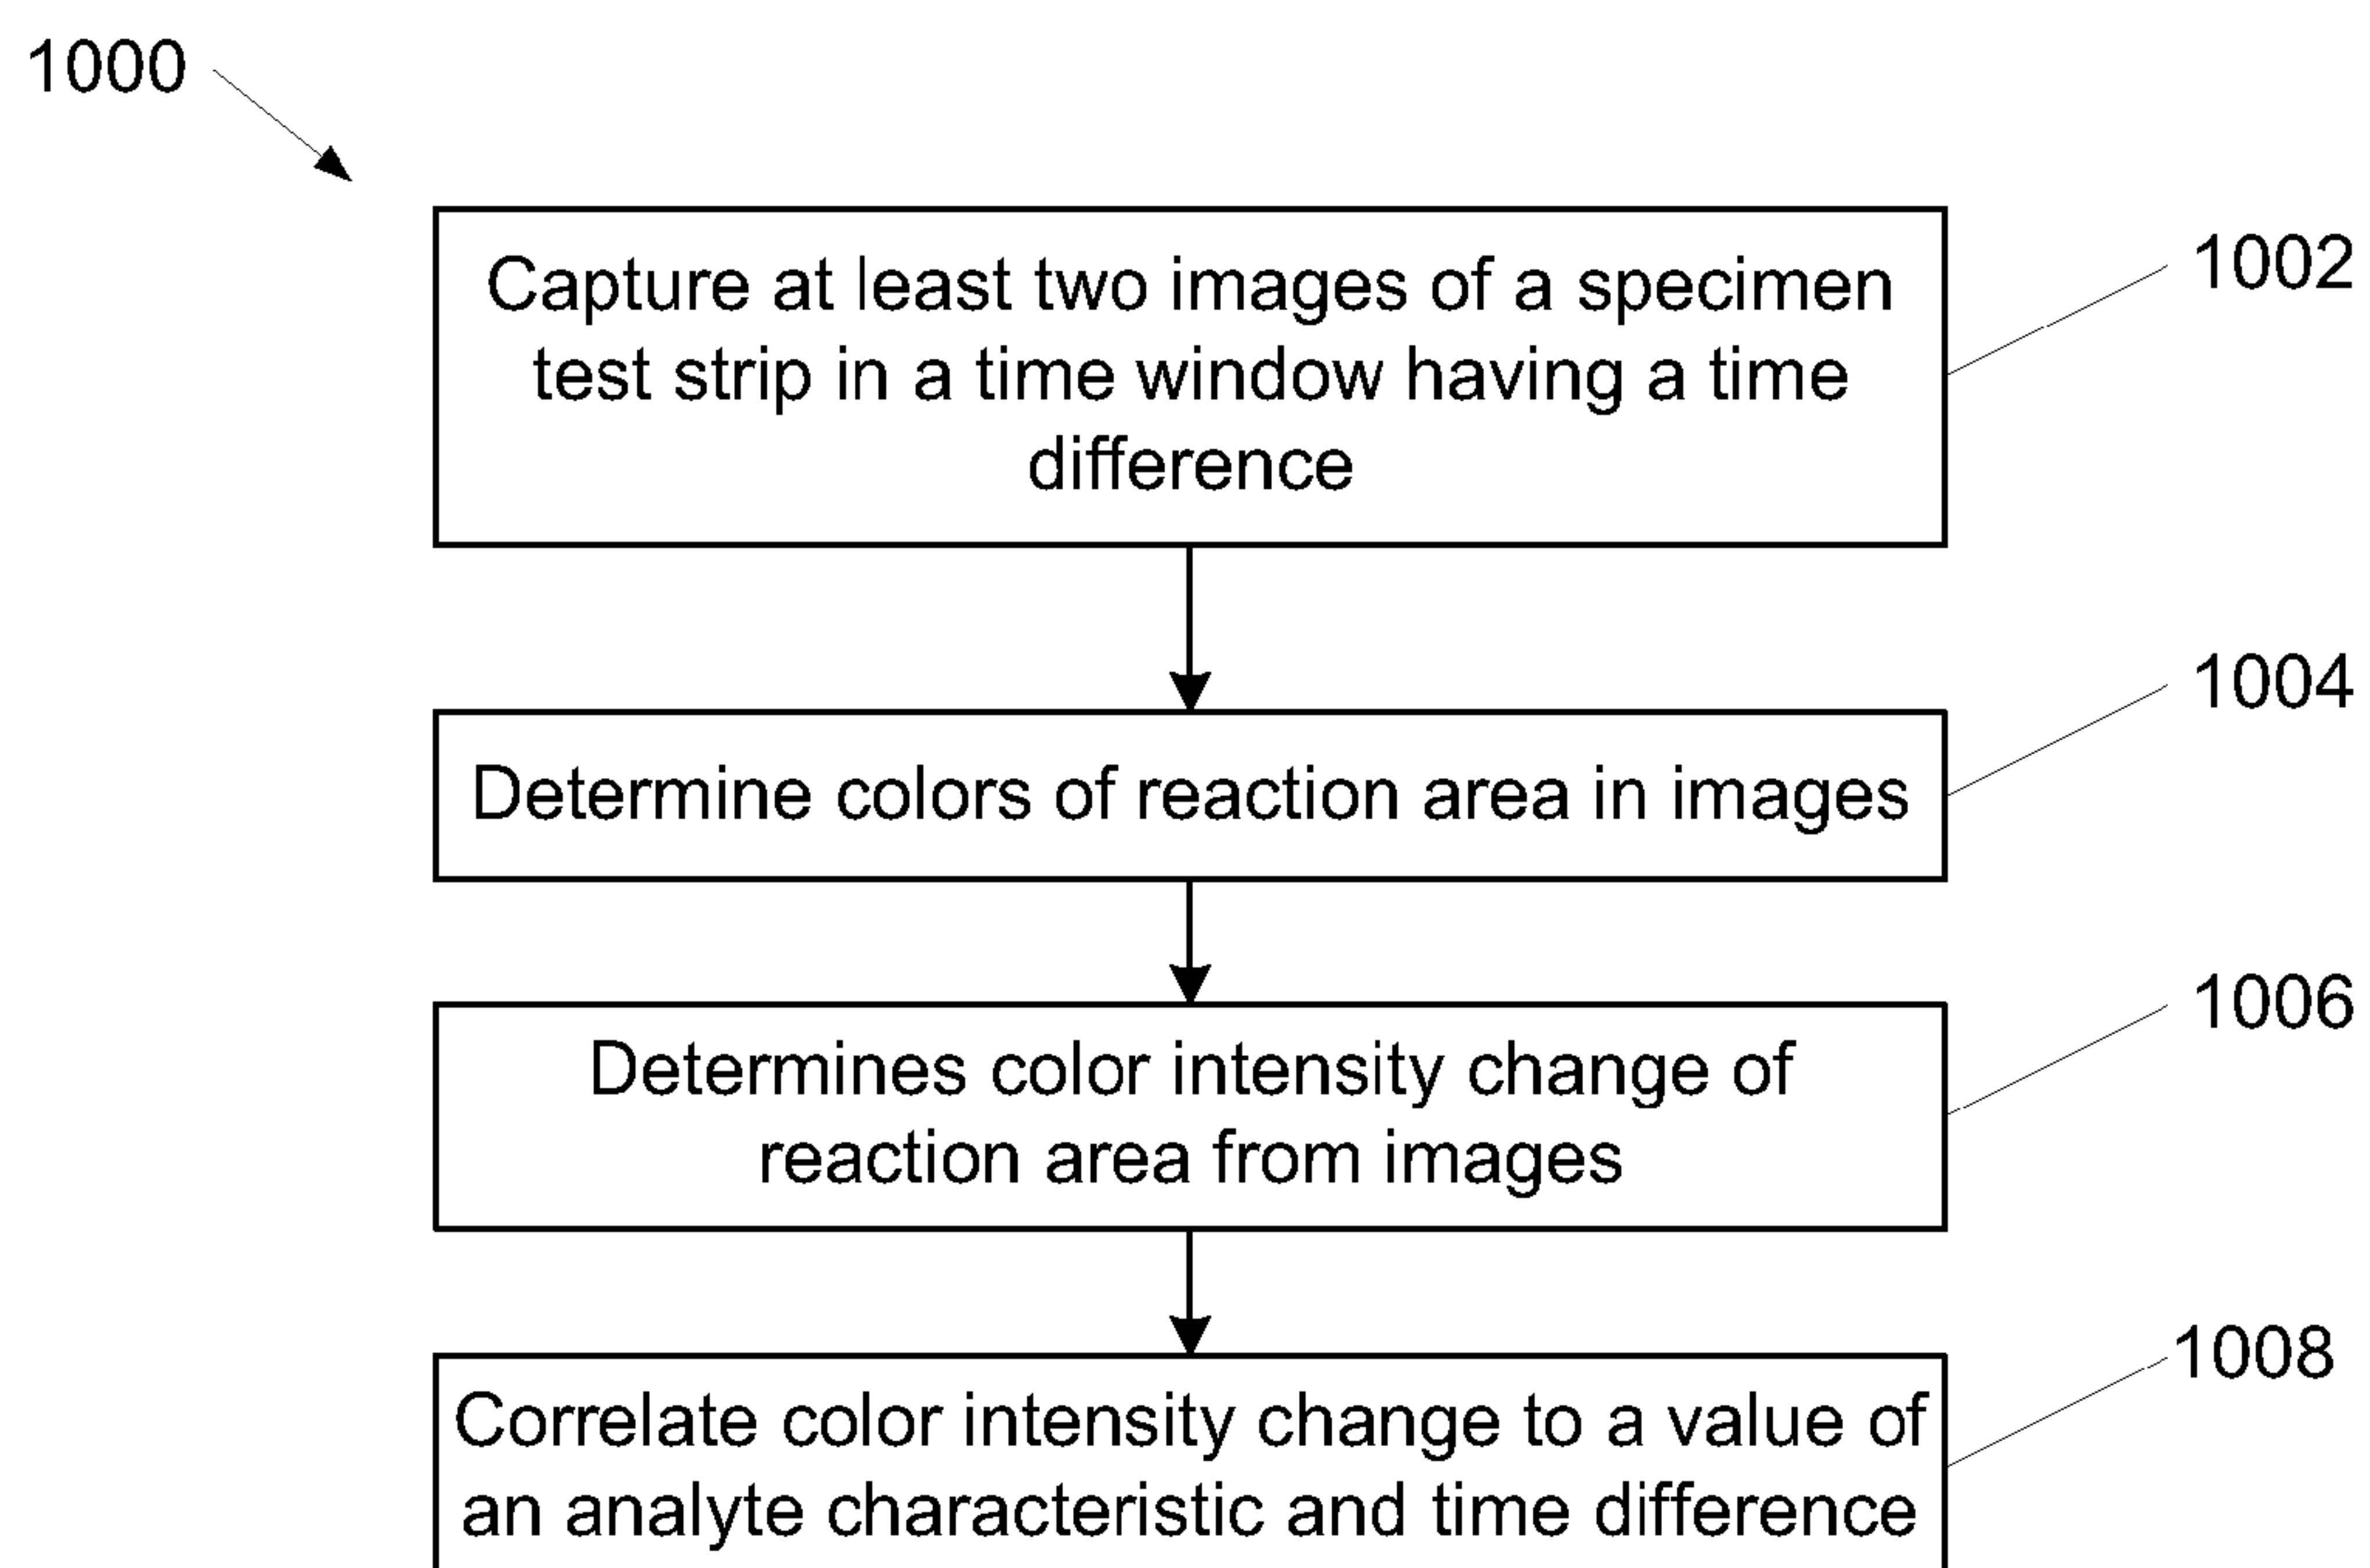 1000
Capture at least two images of a specimen
test strip in a time window having a time
difference
1002
Determine colors of reaction area in images
1004
Determines color intensity change of
reaction area from images
1006
Correlate color intensity change to a value of
an analyte characteristic and time difference
1008